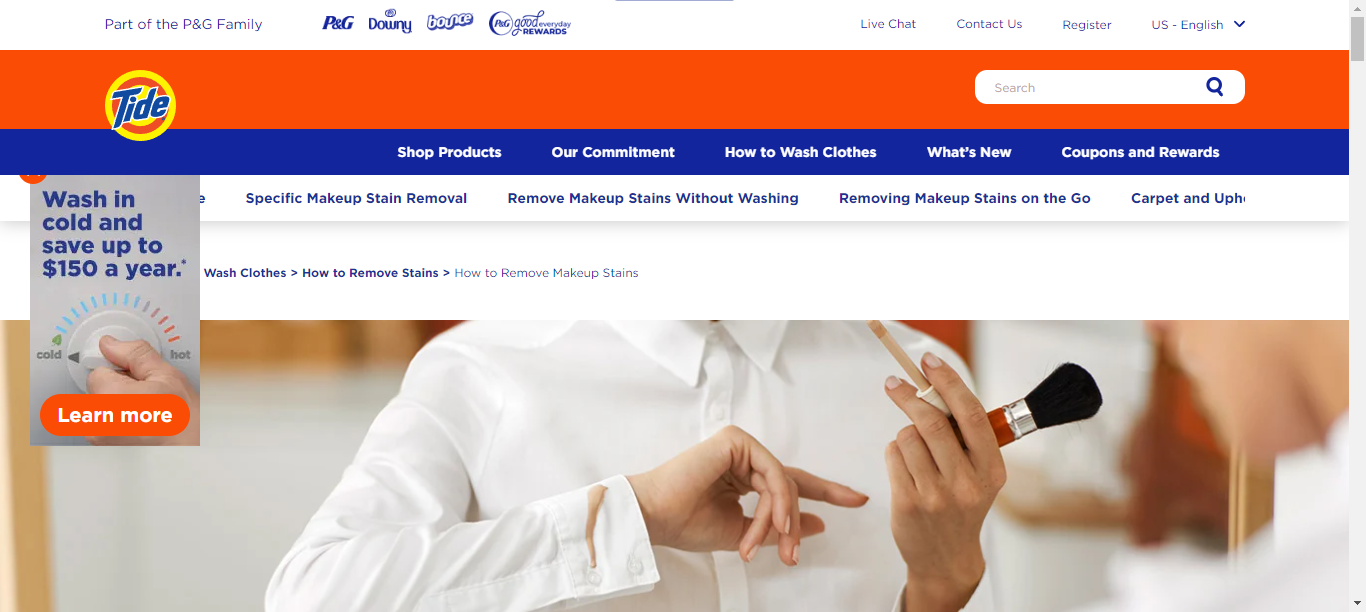 Part of the P&G Family
P&G
Downy
bounce
P&G good everyday
REWARDS
Live Chat
Contact Us
Register
US - English
Tide
Search
Shop Products
Our Commitment
How to Wash Clothes
What's New
Coupons and Rewards
Specific Makeup Stain Removal
Remove Makeup Stains Without Washing
Removing Makeup Stains on the Go
Carpet and Uph
Wash in
cold and
save up to
$150 a year.*
cold
hot
Learn more
Wash Clothes > How to Remove Stains > How to Remove Makeup Stains